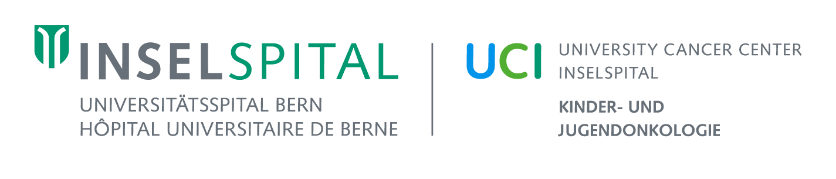 INSELSPITAL
UNIVERSITÄTSSPITAL BERN
HÔPITAL UNIVERSITAIRE DE BERNE
UCI
UNIVERSITY CANCER CENTER
INSELSPITAL
KINDER- UND
JUGENDONKOLOGIE